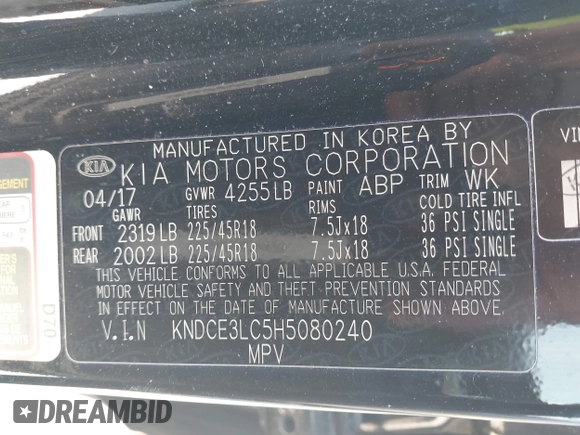 MANUFACTURED IN KOREA BY
KIA KIA MOTORS CORPORATION
04/17 GVWR 4255LB PAINT ABP TRIM WK
GAWR TIRES RIMS COLD TIRE INFL
FRONT 2319LB 225/45R18 7.5Jx18 36 PSI SINGLE
REAR 2002LB 225/45R18 7.5Jx18 36 PSI SINGLE
THIS VEHICLE CONFORMS TO ALL APPLICABLE U.S.A. FEDERAL
MOTOR VEHICLE SAFETY AND THEFT PREVENTION STANDARDS
IN EFFECT ON THE DATE OF MANUFACTURE SHOWN ABOVE.
V.I.N KNDCE3LC5H5080240
MPV
D70
DREAMBID